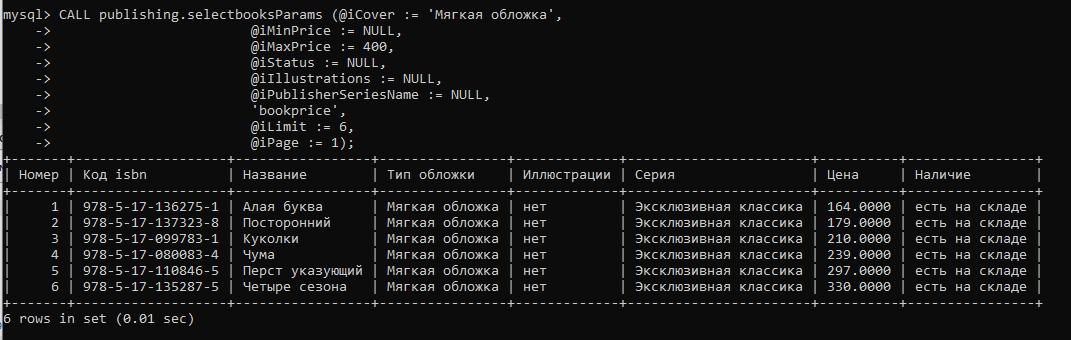 mysql> CALL publishing.selectbooksParams (@iCover := 'Мягкая обложка',
    -> @iMinPrice := NULL,
    -> @iMaxPrice := 400,
    -> @iStatus := NULL,
    -> @iIllustrations := NULL,
    -> @iPublisherSeriesName := NULL,
    -> 'bookprice',
    -> @iLimit := 6,
    -> @iPage := 1);
| Номер | Код isbn | Название | Тип обложки | Иллюстрации | Серия | Цена | Наличие |
| 1 | 978-5-17-136275-1 | Алая буква | Мягкая обложка | нет | Эксклюзивная классика | 164.0000 | есть на складе |
| 2 | 978-5-17-137323-8 | Посторонний | Мягкая обложка | нет | Эксклюзивная классика | 179.0000 | есть на складе |
| 3 | 978-5-17-099783-1 | Куколки | Мягкая обложка | нет | Эксклюзивная классика | 210.0000 | есть на складе |
| 4 | 978-5-17-080083-4 | Чума | Мягкая обложка | нет | Эксклюзивная классика | 239.0000 | есть на складе |
| 5 | 978-5-17-110846-5 | Перст указующий | Мягкая обложка | нет | Эксклюзивная классика | 297.0000 | есть на складе |
| 6 | 978-5-17-135287-5 | Четыре сезона | Мягкая обложка | нет | Эксклюзивная классика | 330.0000 | есть на складе |
6 rows in set (0.01 sec)